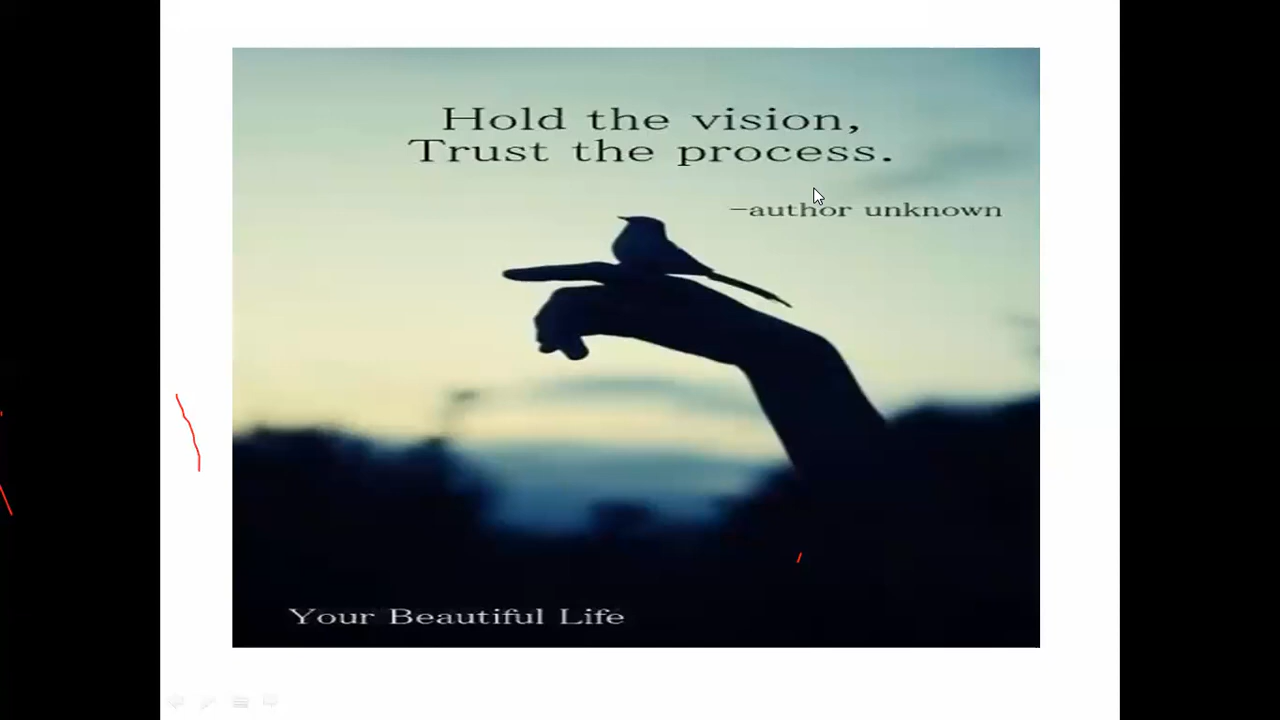 Hold the vision,
Trust the process.
—author unknown
Your Beautiful Life